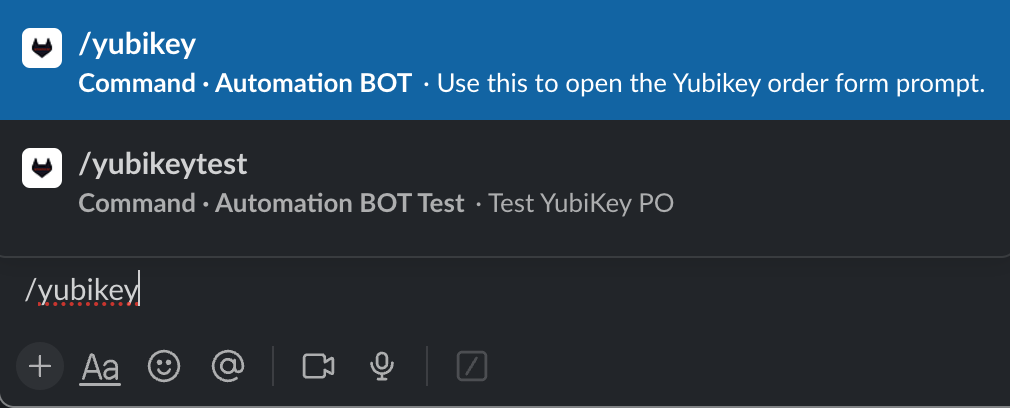 /yubikey
Command · Automation BOT · Use this to open the Yubikey order form prompt.
/yubikeytest
Command · Automation BOT Test · Test YubiKey PO
/yubikey
Aa